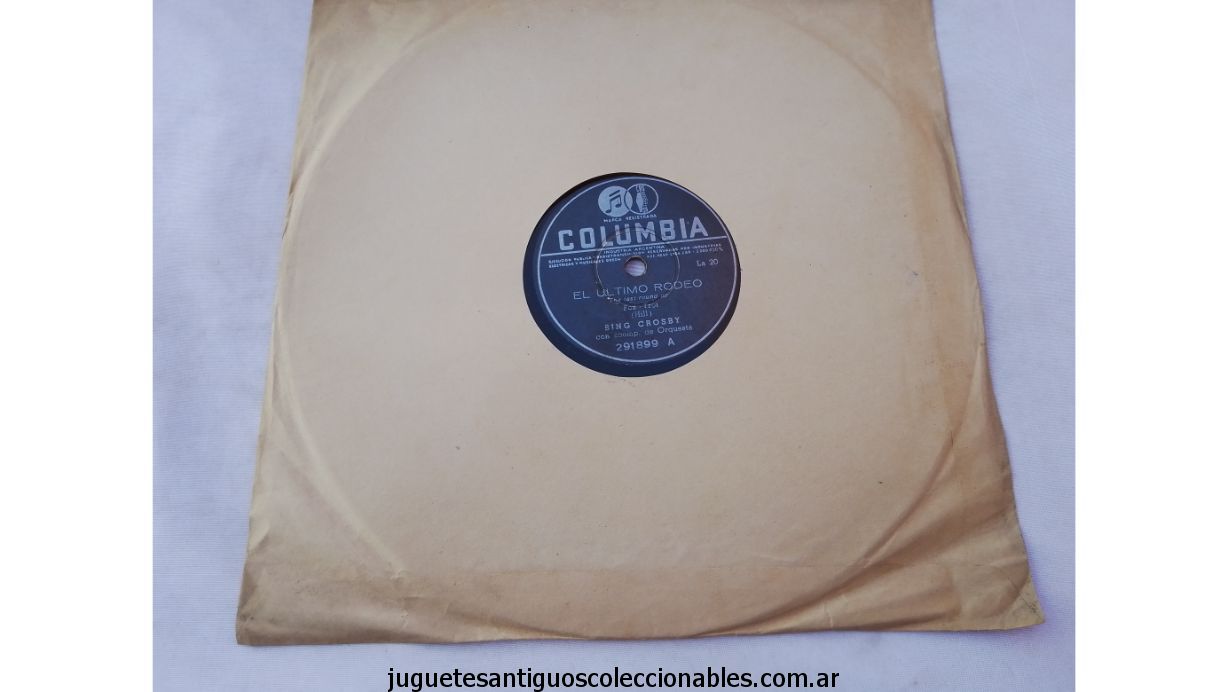 MARCA REGISTRADA
COLUMBIA
INDUSTRIA ARGENTINA
La 20
EL ULTIMO RODEO
(Hill)
BING CROSBY
con acomp. de Orquesta
291899 A
juguetesantiguoscoleccionables.com.ar